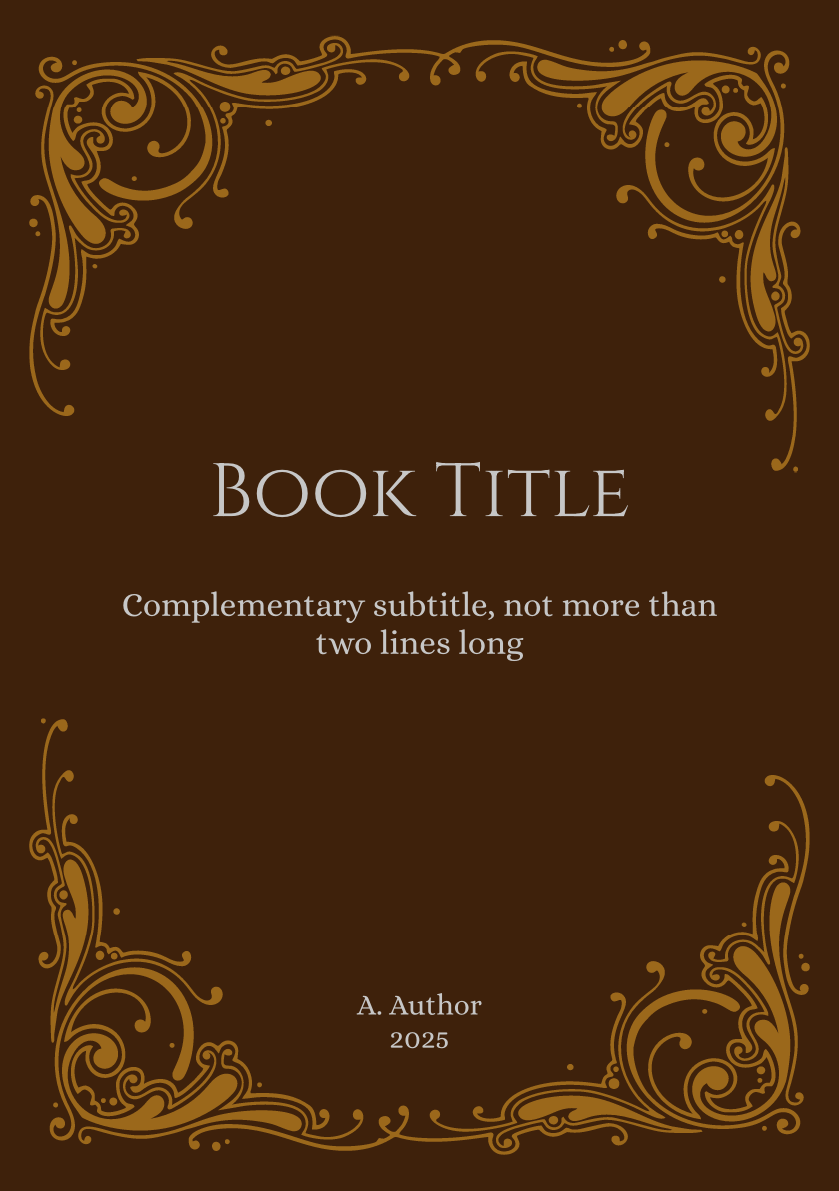 Book Title
Complementary subtitle, not more than
two lines long
A. Author
2025